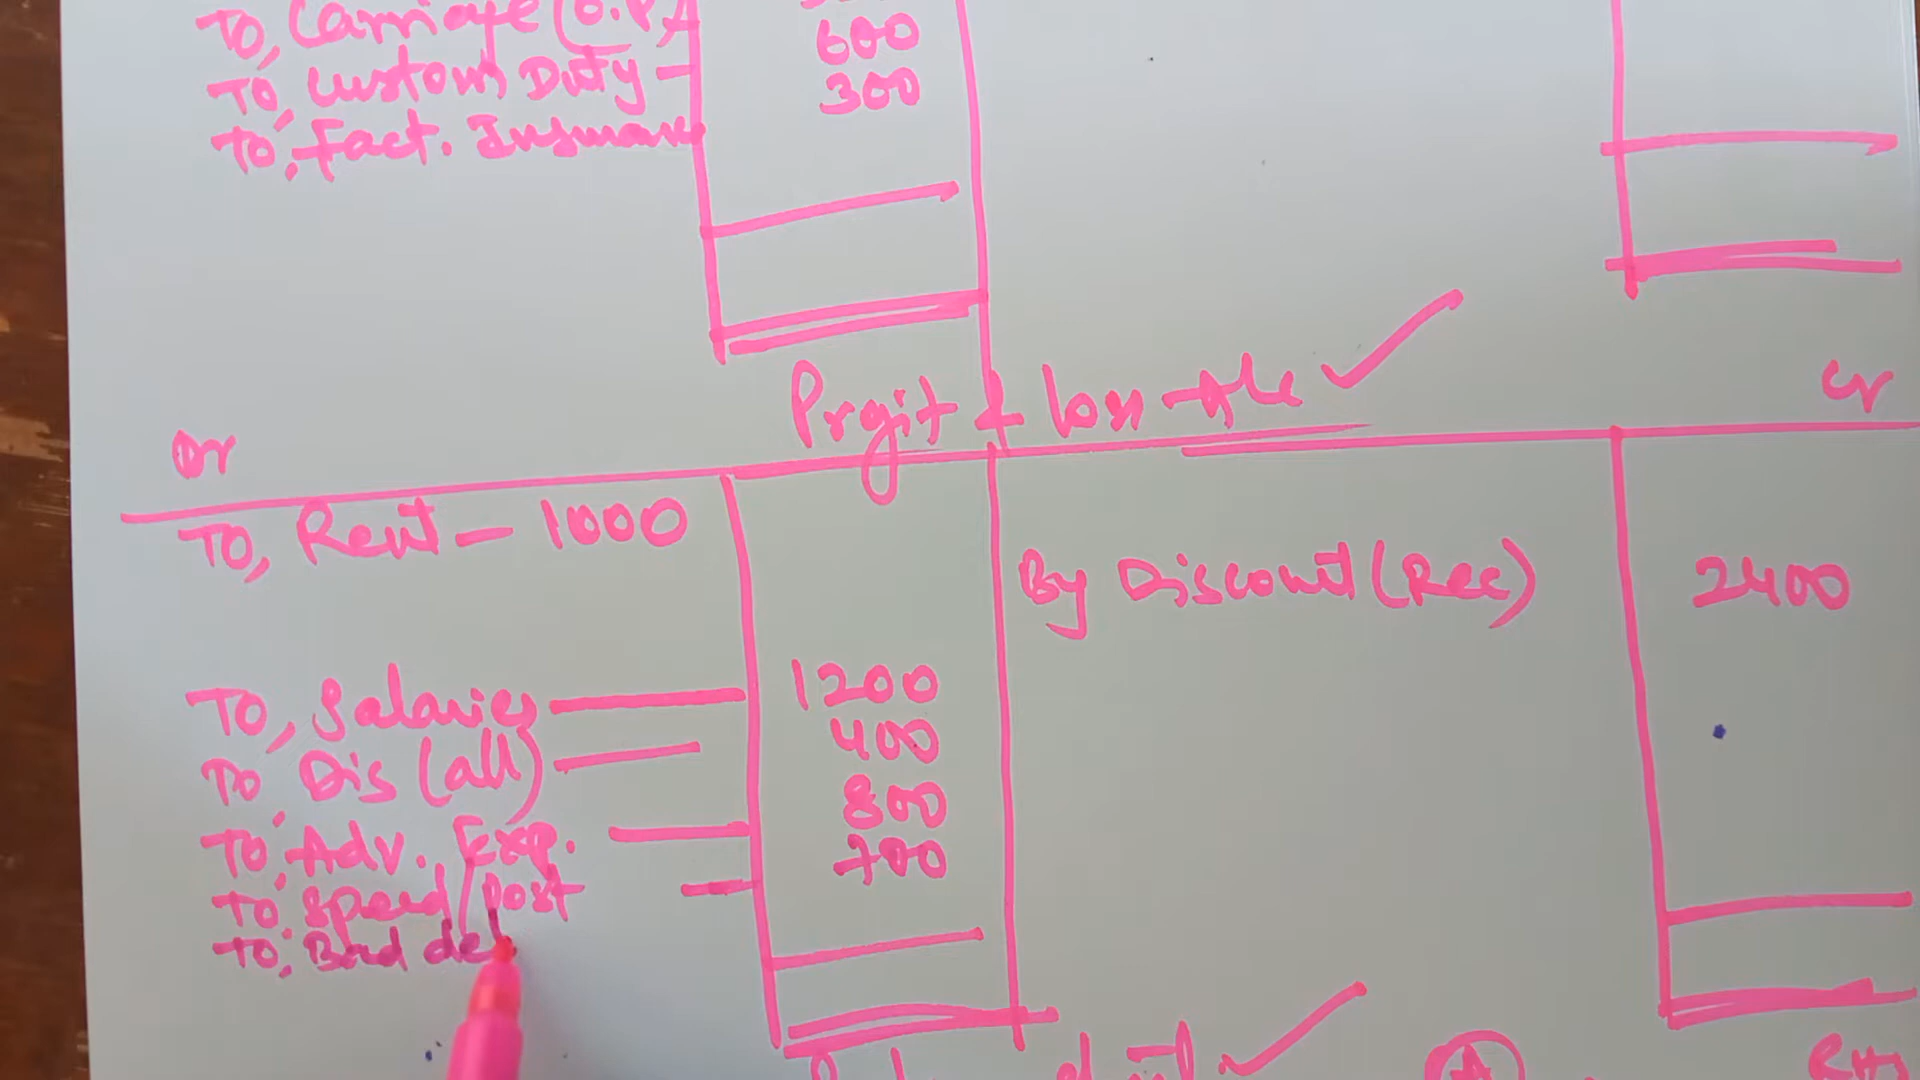 To, Carriage (O.P)
600
To, Custom Duty — 300
To, Fact. Insurance
Profit & loss A/c ✓
Dr Cr
To, Rent — 1000
By Discount (Rec) 2400
To, Salaries — 1200
To, Dis (all) — 400
To, Adv. Exp. — 800
To, Speed/Post — 700
To, Bad deb